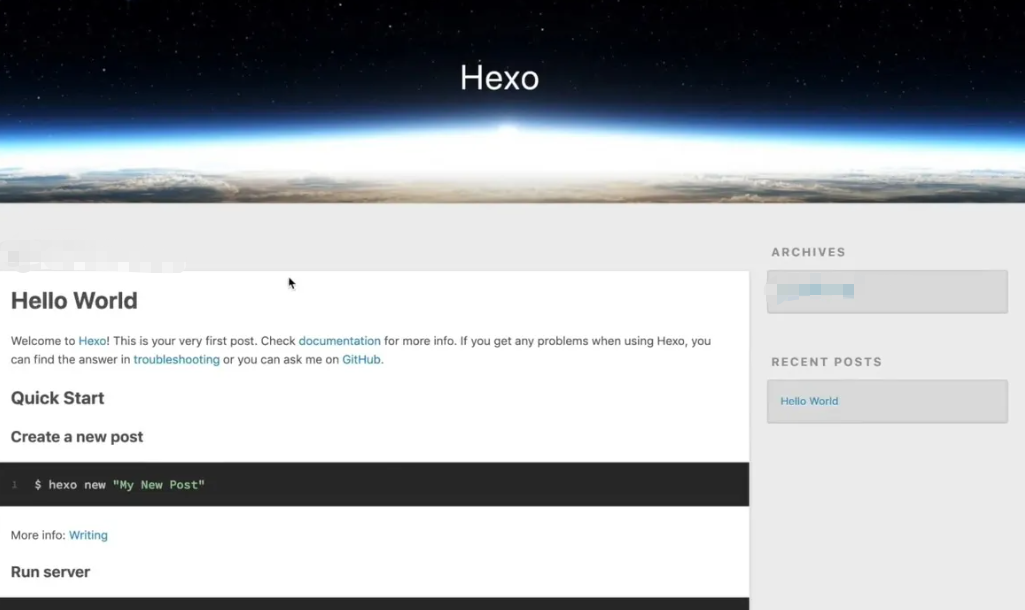 Hexo
Hello World
Welcome to Hexo! This is your very first post. Check documentation for more info. If you get any problems when using Hexo, you
can find the answer in troubleshooting or you can ask me on GitHub.
Quick Start
Create a new post
1 $ hexo new "My New Post"
More info: Writing
Run server
ARCHIVES
RECENT POSTS
Hello World